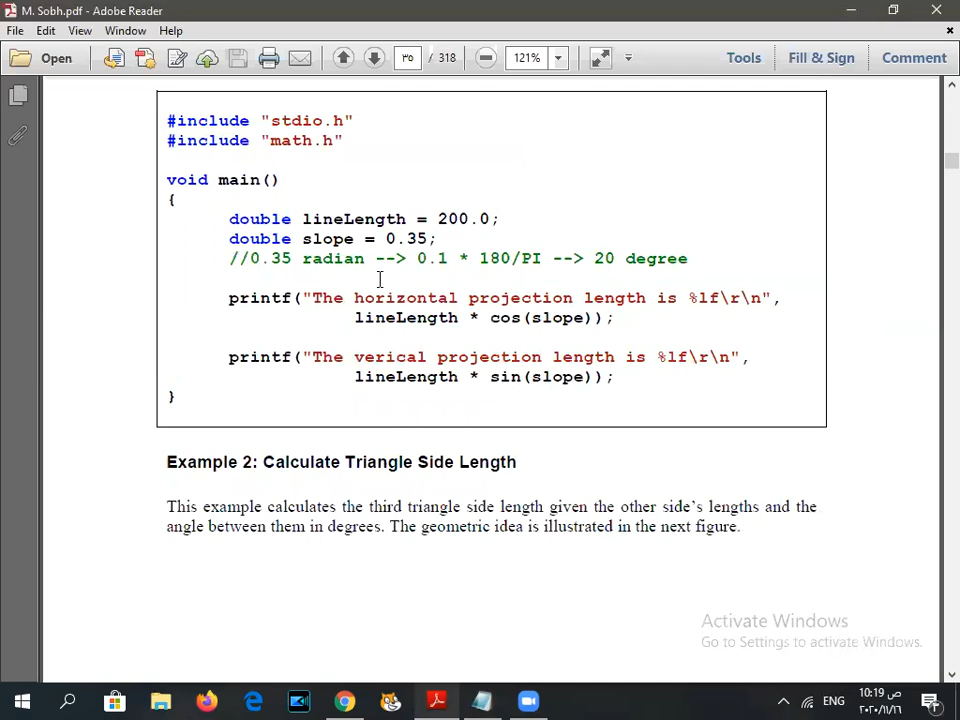 M. Sobh.pdf - Adobe Reader
File Edit View Window Help
Open ٣٥ / 318 121% Tools Fill & Sign Comment
#include "stdio.h"
#include "math.h"
void main()
{
double lineLength = 200.0;
double slope = 0.35;
//0.35 radian --> 0.1 * 180/PI --> 20 degree
printf("The horizontal projection length is %lf\r\n",
lineLength * cos(slope));
printf("The verical projection length is %lf\r\n",
lineLength * sin(slope));
}
Example 2: Calculate Triangle Side Length
This example calculates the third triangle side length given the other side's lengths and the
angle between them in degrees. The geometric idea is illustrated in the next figure.
Activate Windows
Go to Settings to activate Windows.
ENG
10:19 ص
٢٠٢٠/١١/١٦